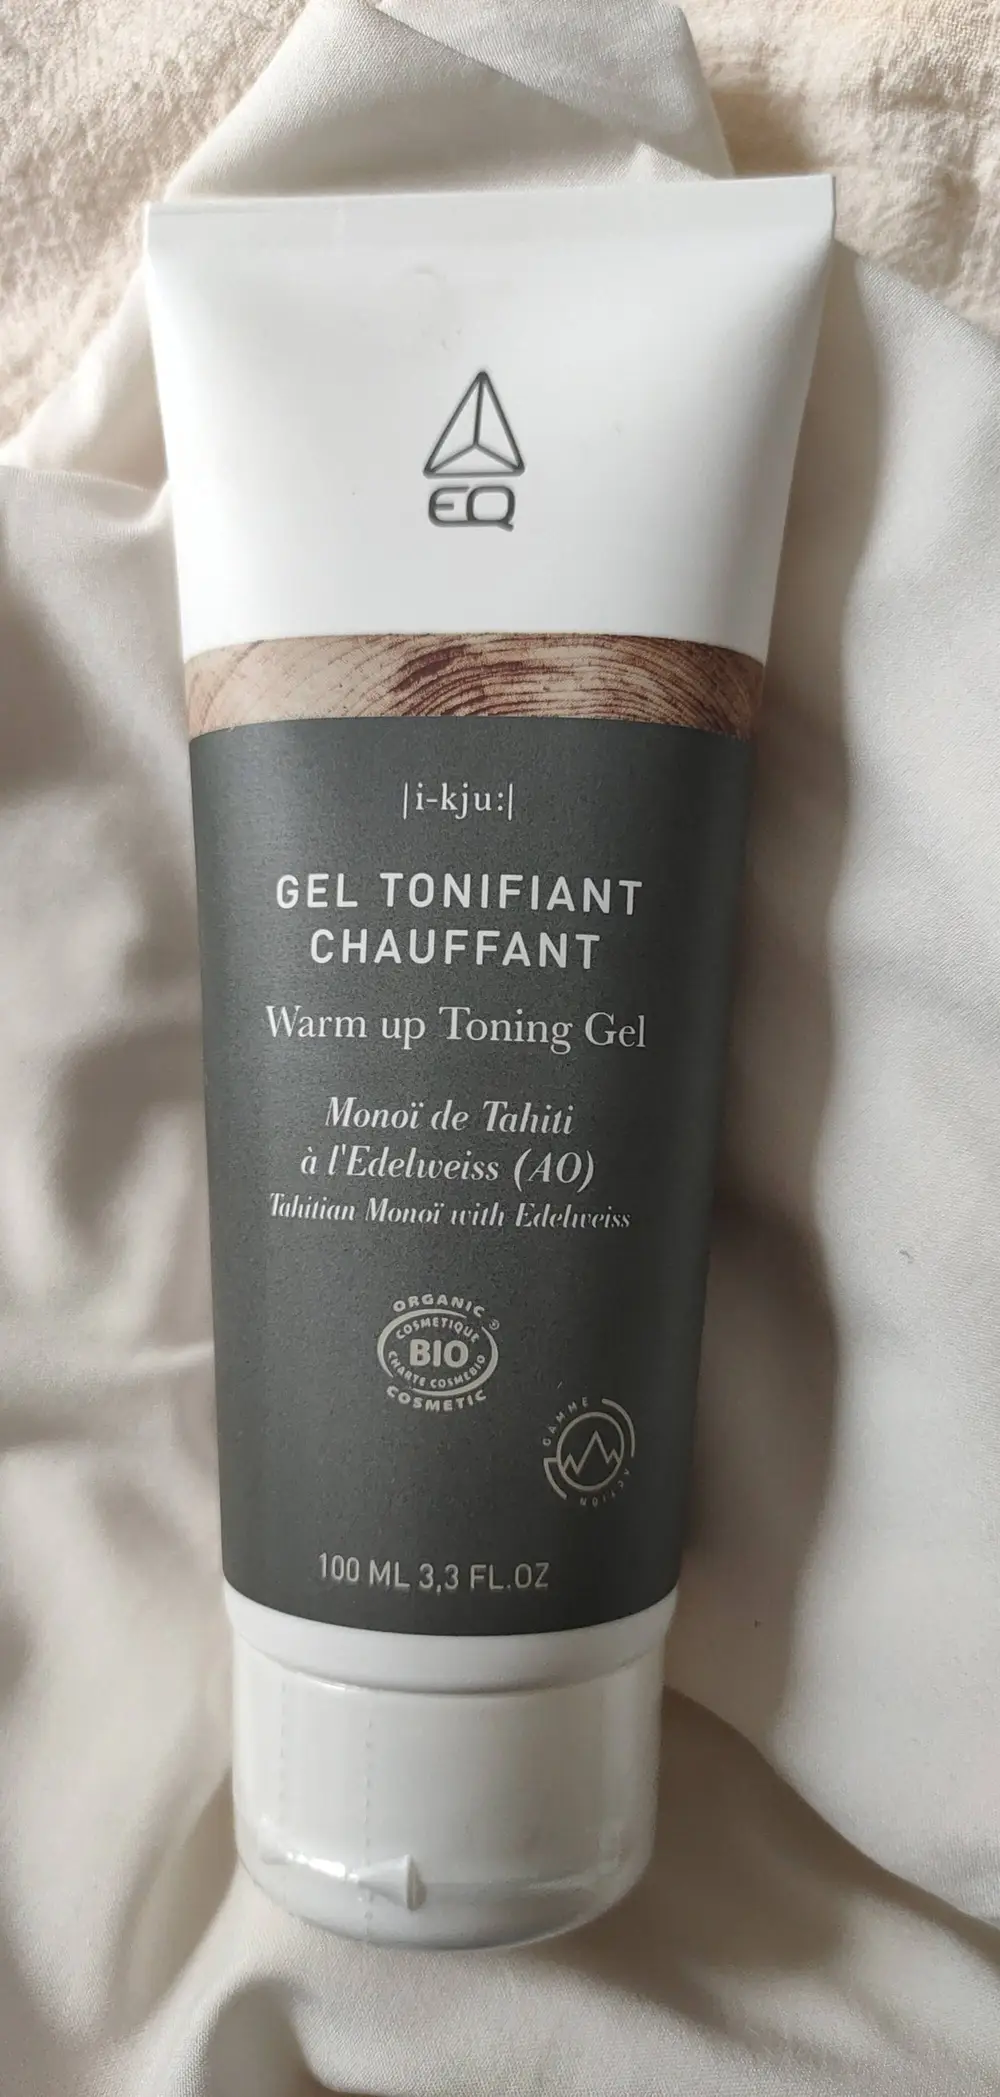 EQ
|i-kju:|
GEL TONIFIANT
CHAUFFANT
Warm up Toning Gel
Monoï de Tahiti
à l'Edelweiss (AO)
Tahitian Monoï with Edelweiss
ORGANIC
COSMETIQUE
BIO
CHARTE COSMEBIO
COSMETIC
GAMME
ACTION
100 ML 3,3 FL.OZ